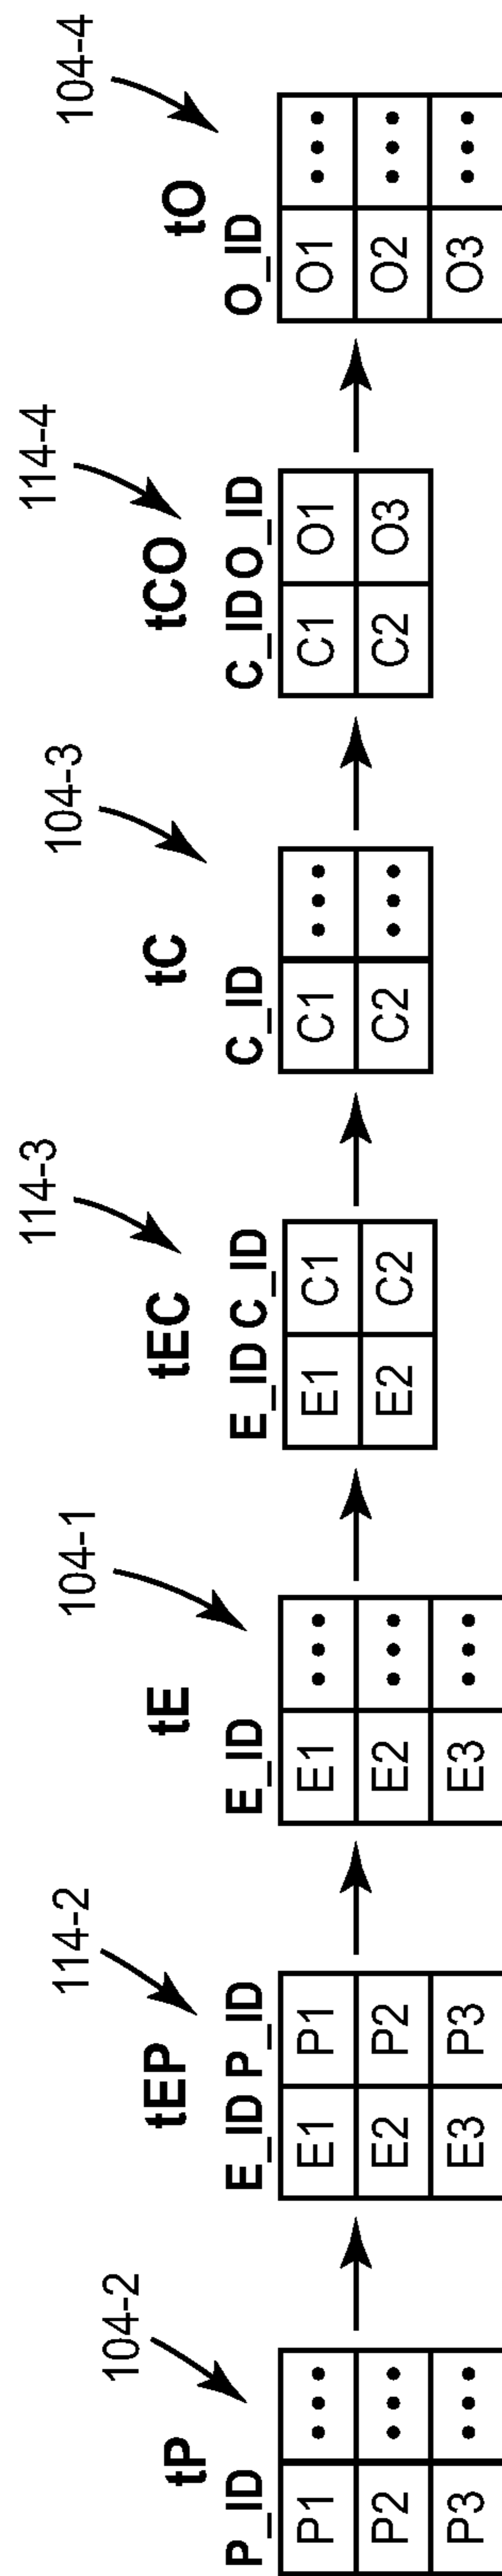 104-2
tP
P_ID
P1 •••
P2 •••
P3 •••
114-2
tEP
E_ID P_ID
E1 P1
E2 P2
E3 P3
104-1
tE
E_ID
E1 •••
E2 •••
E3 •••
114-3
tEC
E_ID C_ID
E1 C1
E2 C2
104-3
tC
C_ID
C1 •••
C2 •••
114-4
tCO
C_ID O_ID
C1 O1
C2 O3
104-4
tO
O_ID
O1 •••
O2 •••
O3 •••